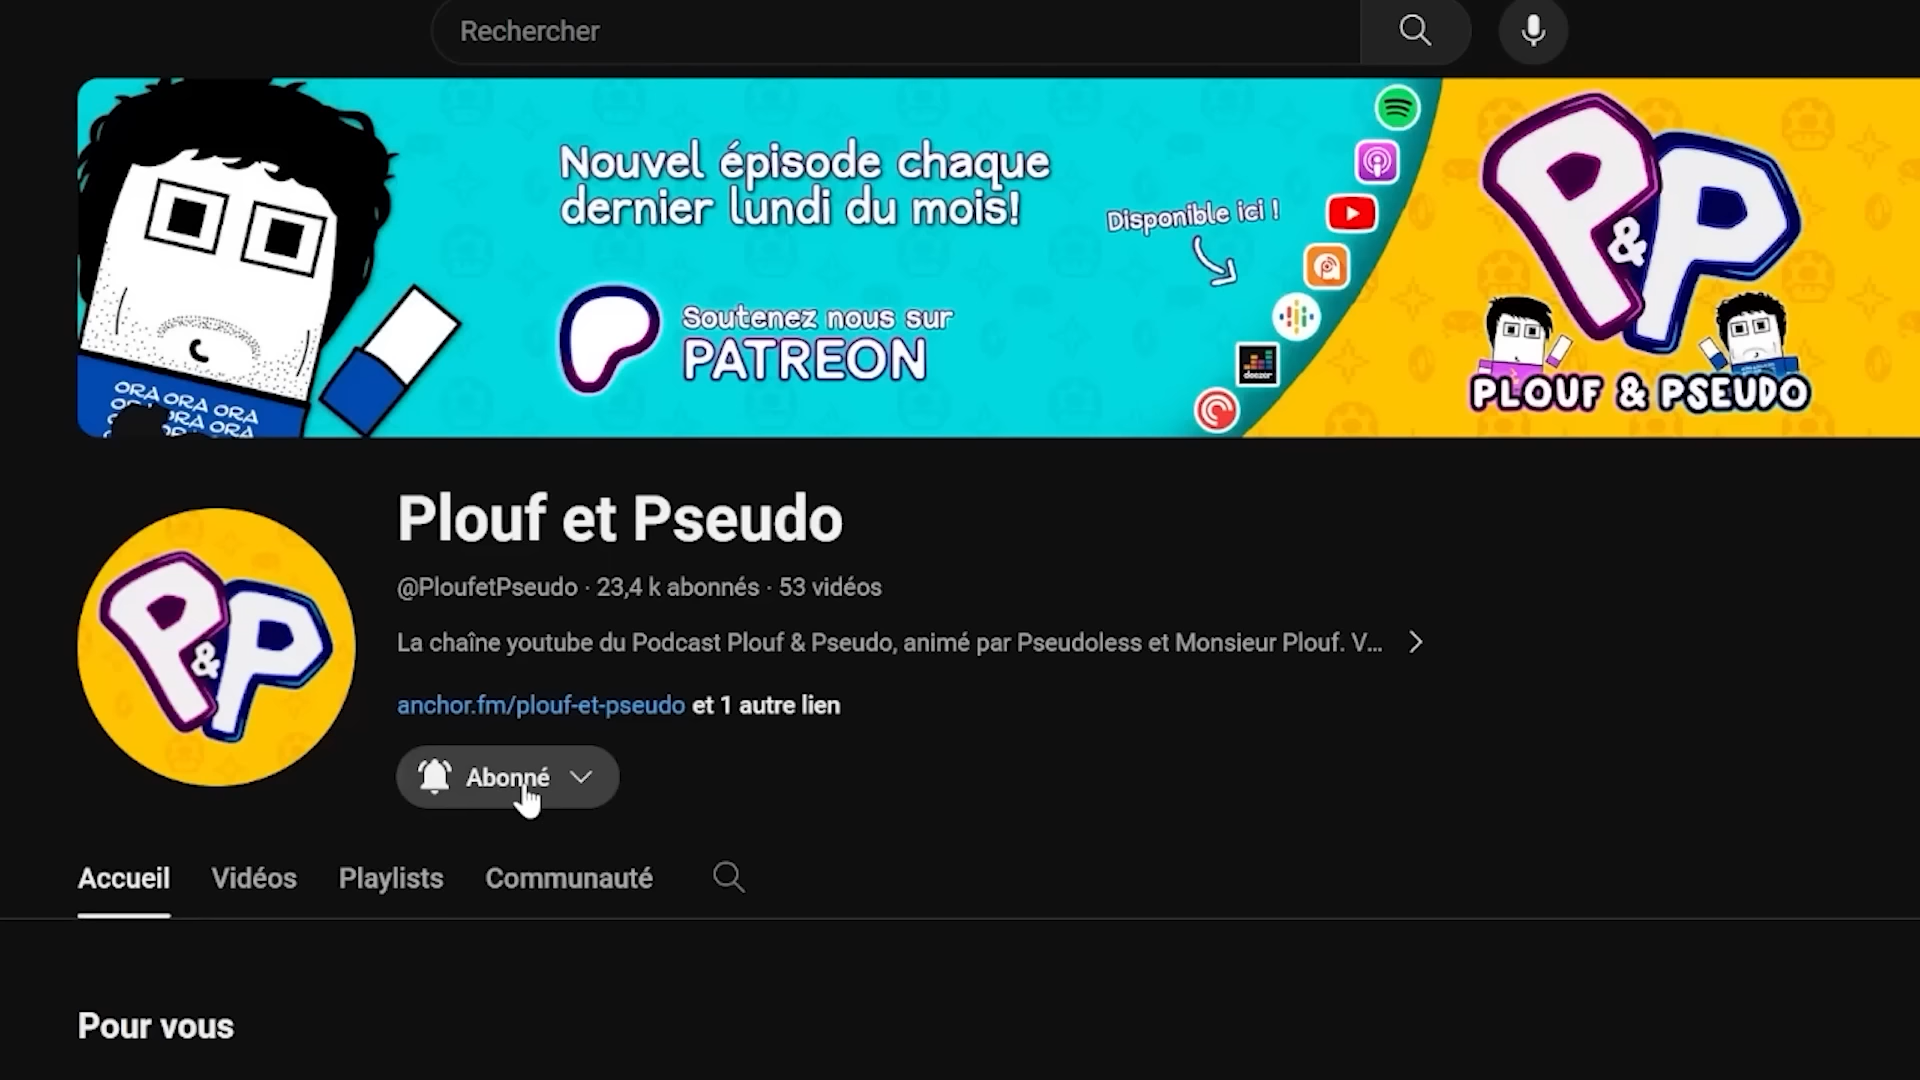 Rechercher
Nouvel épisode chaque
dernier lundi du mois!
Disponible ici !
Soutenez nous sur
PATREON
deezer
ORA ORA ORA
P&P
PLOUF & PSEUDO
P&P
Plouf et Pseudo
@PloufetPseudo · 23,4 k abonnés · 53 vidéos
La chaîne youtube du Podcast Plouf & Pseudo, animé par Pseudoless et Monsieur Plouf. V...
anchor.fm/plouf-et-pseudo et 1 autre lien
Abonné
Accueil Vidéos Playlists Communauté
Pour vous